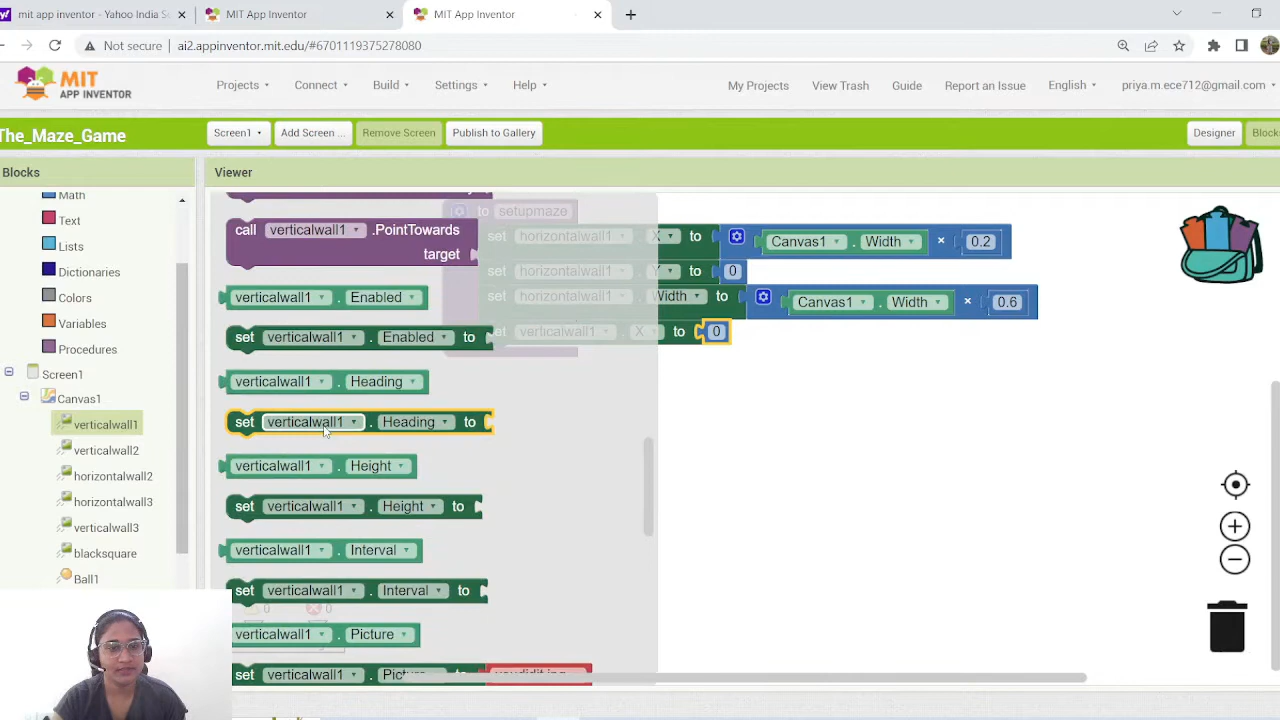 mit app inventor - Yahoo India S
MIT App Inventor
MIT App Inventor
Not secure
ai2.appinventor.mit.edu/#6701119375278080
MIT
APP INVENTOR
Projects
Connect
Build
Settings
Help
My Projects
View Trash
Guide
Report an Issue
English
priya.m.ece712@gmail.com
The_Maze_Game
Screen1
Add Screen ...
Remove Screen
Publish to Gallery
Designer
Blocks
Blocks
Viewer
Math
Text
Lists
Dictionaries
Colors
Variables
Procedures
Screen1
Canvas1
verticalwall1
verticalwall2
horizontalwall2
horizontalwall3
verticalwall3
blacksquare
Ball1
call verticalwall1 .PointTowards
target
verticalwall1 . Enabled
set verticalwall1 . Enabled to
verticalwall1 . Heading
set verticalwall1 . Heading to
verticalwall1 . Height
set verticalwall1 . Height to
verticalwall1 . Interval
set verticalwall1 . Interval to
verticalwall1 . Picture
set verticalwall1 . to
to setupmaze
set horizontalwall1 . X to Canvas1 . Width × 0.2
set horizontalwall1 . Y to 0
set horizontalwall1 . Width to Canvas1 . Width × 0.6
set verticalwall1 . X to 0
0
0